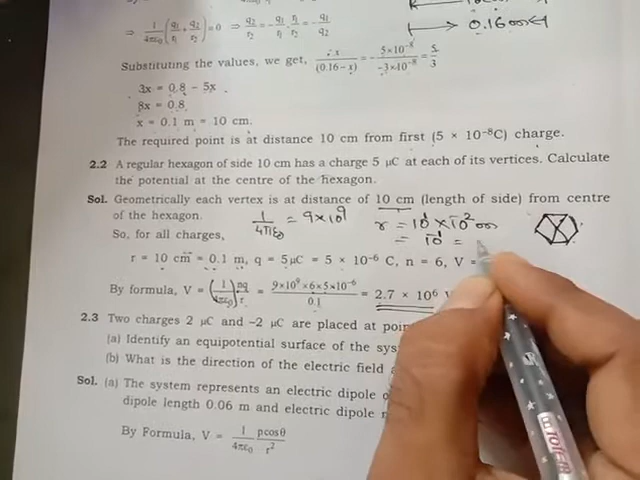 0.16 cm
⇒ 1/4πε₀ (q₁/r₁ + q₂/r₂) = 0 ⇒ q₂/r₂ = -q₁/r₁ r₂/r₁ = -q₁/q₂
Substituting the values, we get, x/(0.16-x) = -5×10⁻⁸/-3×10⁻⁸ = 5/3
3x = 0.8 - 5x
8x = 0.8
x = 0.1 m = 10 cm.
The required point is at distance 10 cm from first (5 × 10⁻⁸C) charge.
2.2 A regular hexagon of side 10 cm has a charge 5 μC at each of its vertices. Calculate
the potential at the centre of the hexagon.
Sol. Geometrically each vertex is at distance of 10 cm (length of side) from centre
of the hexagon. 1/4πε₀ = 9×10⁹ r = 10¹×10⁻²
So, for all charges, = 10⁻¹ =
r = 10 cm = 0.1 m, q = 5μC = 5 × 10⁻⁶ C, n = 6, V =
By formula, V = (1/4πε₀) nq/r = 9×10⁹×6×5×10⁻⁶/0.1 = 2.7 × 10⁶
2.3 Two charges 2 μC and -2 μC are placed at
(a) Identify an equipotential surface of the
(b) What is the direction of the electric field
Sol. (a) The system represents an electric dipole
dipole length 0.06 m and electric dipole
By Formula, V = 1/4πε₀ pcosθ/r²